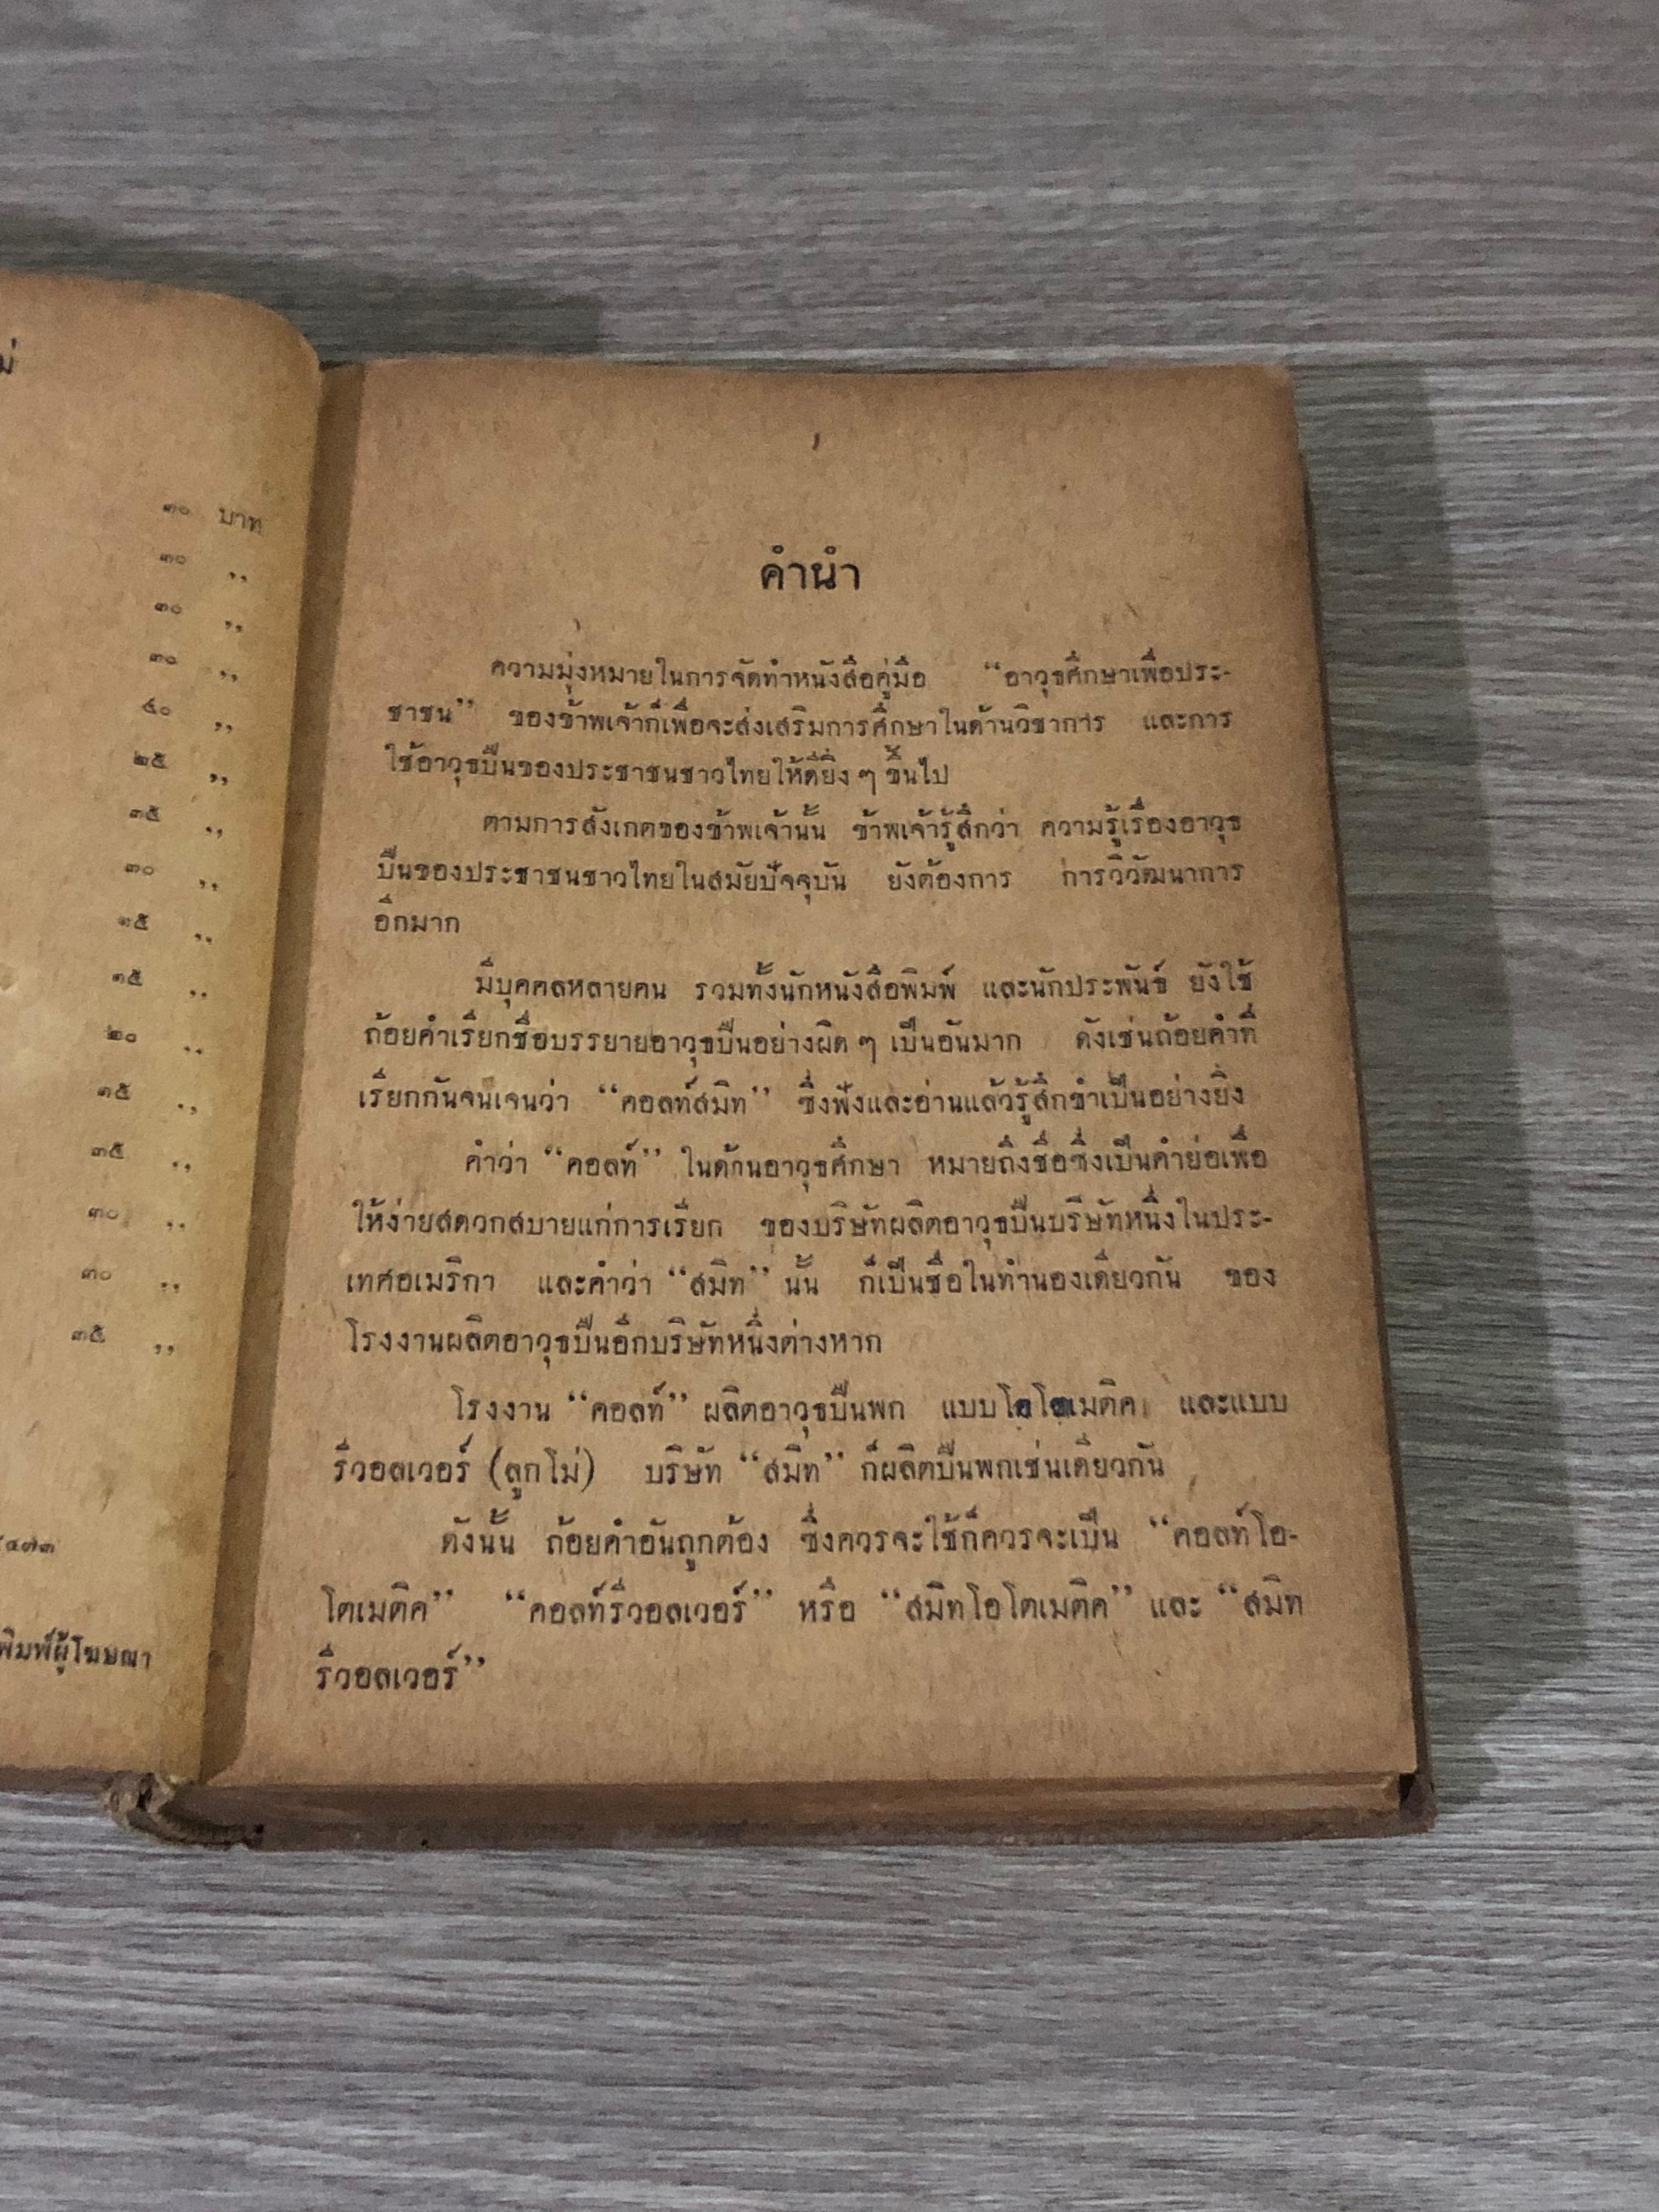 ม่
๓๐ บาท
๓๐ ,,
๓๐ ,,
๓๐ ,,
๔๐ ,,
๒๕ ,,
๓๕ ,,
๓๐ ,,
๑๕ ,,
๑๕ ,,
๒๐ ,,
๑๕ ,,
๓๕ ,,
๓๐ ,,
๓๐ ,,
๓๕ ,,
พิมพ์ผู้โฆษณา
คำนำ
ความมุ่งหมายในการจัดทำหนังสือคู่มือ “อาวุธศึกษาเพื่อประ-
ชาชน” ของข้าพเจ้าก็เพื่อจะส่งเสริมการศึกษาในด้านวิชาการ และการ
ใช้อาวุธปืนของประชาชนชาวไทยให้ดียิ่ง ๆ ขึ้นไป
ตามการสังเกตของข้าพเจ้านั้น ข้าพเจ้ารู้สึกว่า ความรู้เรื่องอาวุธ
ปืนของประชาชนชาวไทยในสมัยปัจจุบัน ยังต้องการ การวิวัฒนาการ
อีกมาก
มีบุคคลหลายคน รวมทั้งนักหนังสือพิมพ์ และนักประพันธ์ ยังใช้
ถ้อยคำเรียกชื่อบรรยายอาวุธปืนอย่างผิด ๆ เป็นอันมาก ดังเช่นถ้อยคำที่
เรียกกันจนเจนว่า “คอลท์สมิท” ซึ่งฟังและอ่านแล้วรู้สึกขำเป็นอย่างยิ่ง
คำว่า “คอลท์” ในด้านอาวุธศึกษา หมายถึงชื่อซึ่งเป็นคำย่อเพื่อ
ให้ง่ายสดวกสบายแก่การเรียก ของบริษัทผลิตอาวุธปืนบริษัทหนึ่งในประ-
เทศอเมริกา และคำว่า “สมิท” นั้น ก็เป็นชื่อในทำนองเดียวกัน ของ
โรงงานผลิตอาวุธปืนอีกบริษัทหนึ่งต่างหาก
โรงงาน “คอลท์” ผลิตอาวุธปืนพก แบบโอโตเมติค และแบบ
รีวอลเวอร์ (ลูกโม่) บริษัท “สมิท” ก็ผลิตปืนพกเช่นเดียวกัน
ดังนั้น ถ้อยคำอันถูกต้อง ซึ่งควรจะใช้ก็ควรจะเป็น “คอลท์โอ-
โตเมติค” “คอลท์รีวอลเวอร์” หรือ “สมิทโอโตเมติค” และ “สมิท
รีวอลเวอร์”